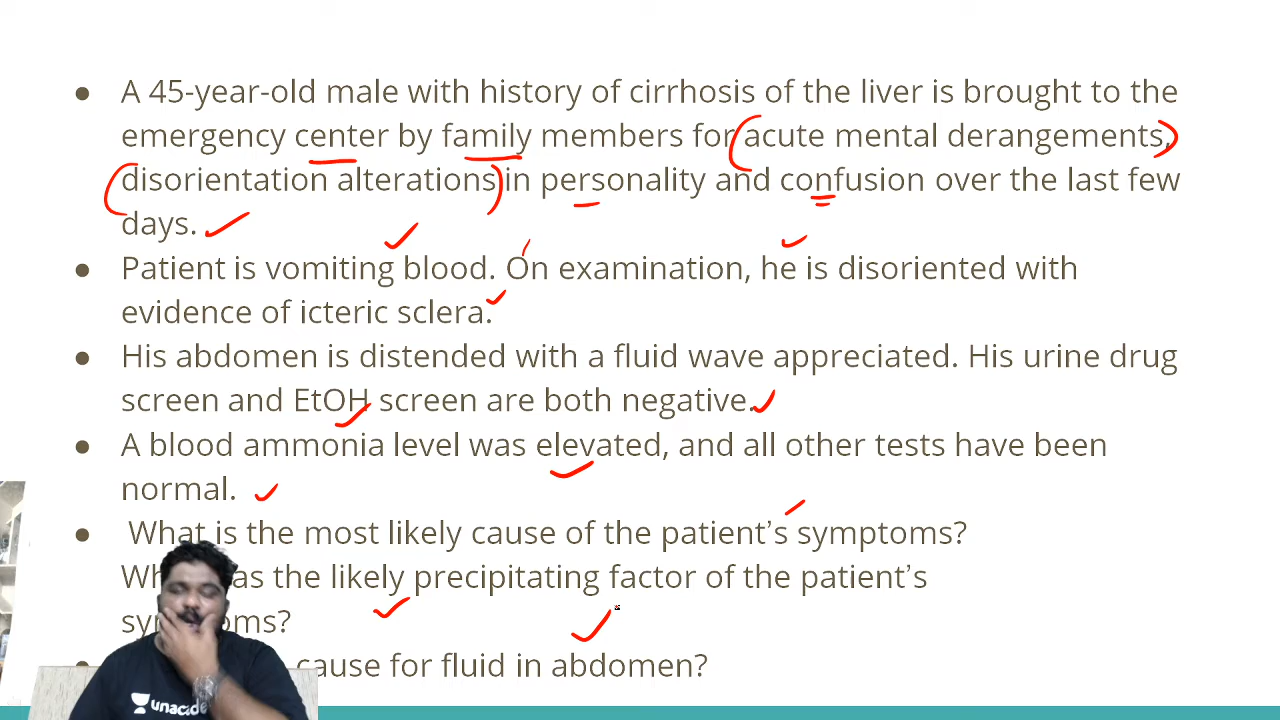 ● A 45-year-old male with history of cirrhosis of the liver is brought to the
emergency center by family members for acute mental derangements,
disorientation alterations in personality and confusion over the last few
days.
● Patient is vomiting blood. On examination, he is disoriented with
evidence of icteric sclera.
● His abdomen is distended with a fluid wave appreciated. His urine drug
screen and EtOH screen are both negative.
● A blood ammonia level was elevated, and all other tests have been
normal.
● What is the most likely cause of the patient’s symptoms?
the likely precipitating factor of the patient’s
● cause for fluid in abdomen?